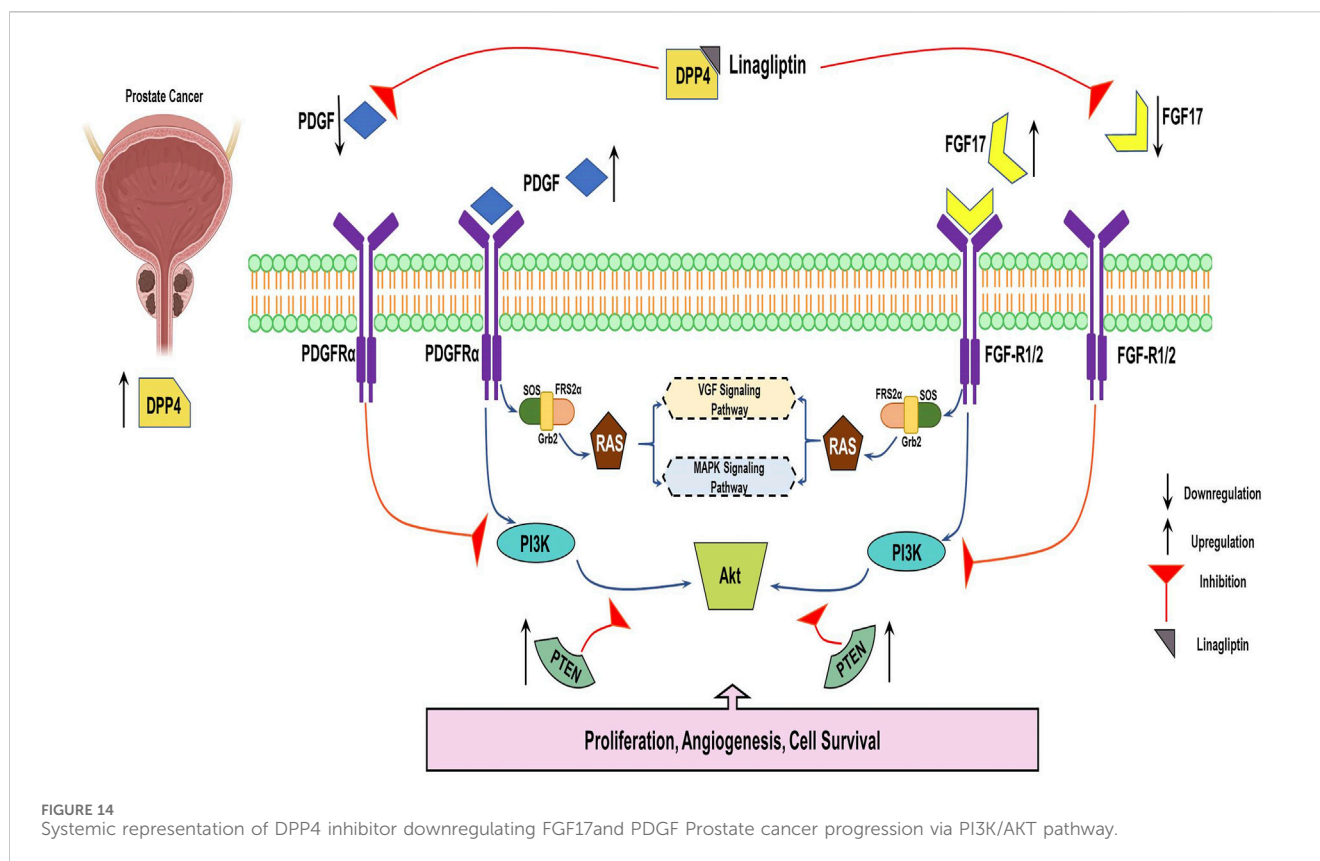 Prostate Cancer
PDGF
DPP4
Linagliptin
FGF17
FGF17
PDGF
PDGFRα
PDGFRα
FGF-R1/2
FGF-R1/2
DPP4
SOS
FRS2α
Grb2
RAS
VGF Signaling
Pathway
MAPK Signaling
Pathway
RAS
FRS2α
SOS
Grb2
PI3K
Akt
PI3K
PTEN
PTEN
Downregulation
Upregulation
Inhibition
Linagliptin
Proliferation, Angiogenesis, Cell Survival
FIGURE 14
Systemic representation of DPP4 inhibitor downregulating FGF17and PDGF Prostate cancer progression via PI3K/AKT pathway.